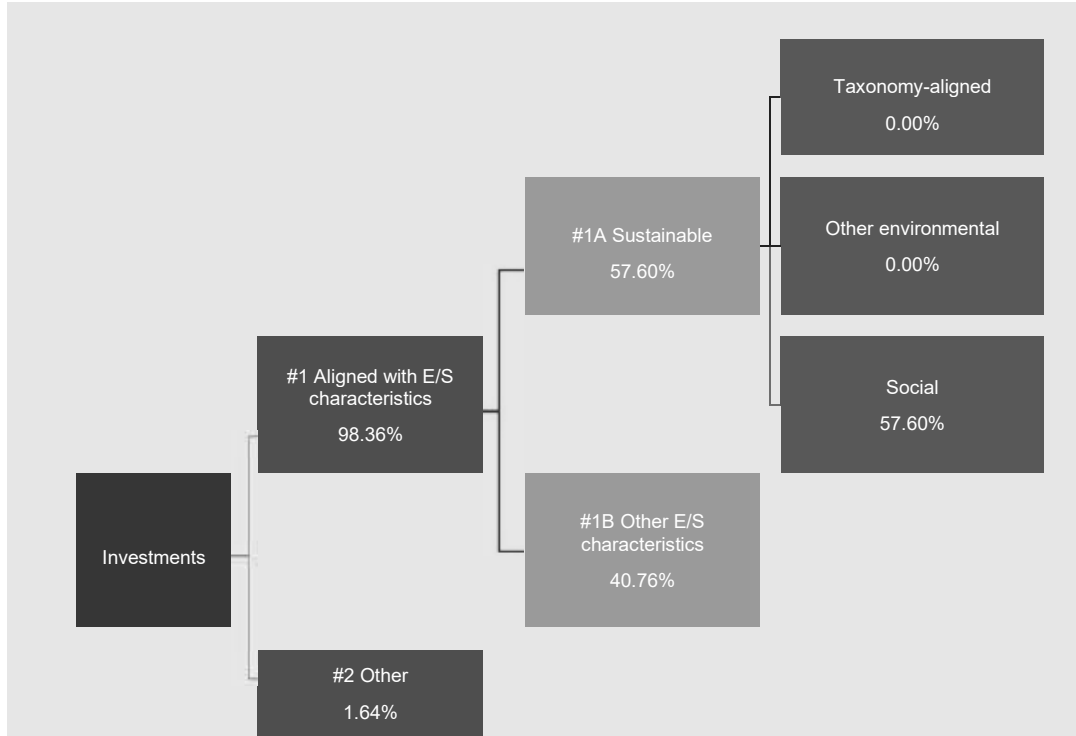 Taxonomy-aligned
0.00%
#1A Sustainable
57.60%
Other environmental
0.00%
#1 Aligned with E/S
characteristics
98.36%
Social
57.60%
Investments
#1B Other E/S
characteristics
40.76%
#2 Other
1.64%